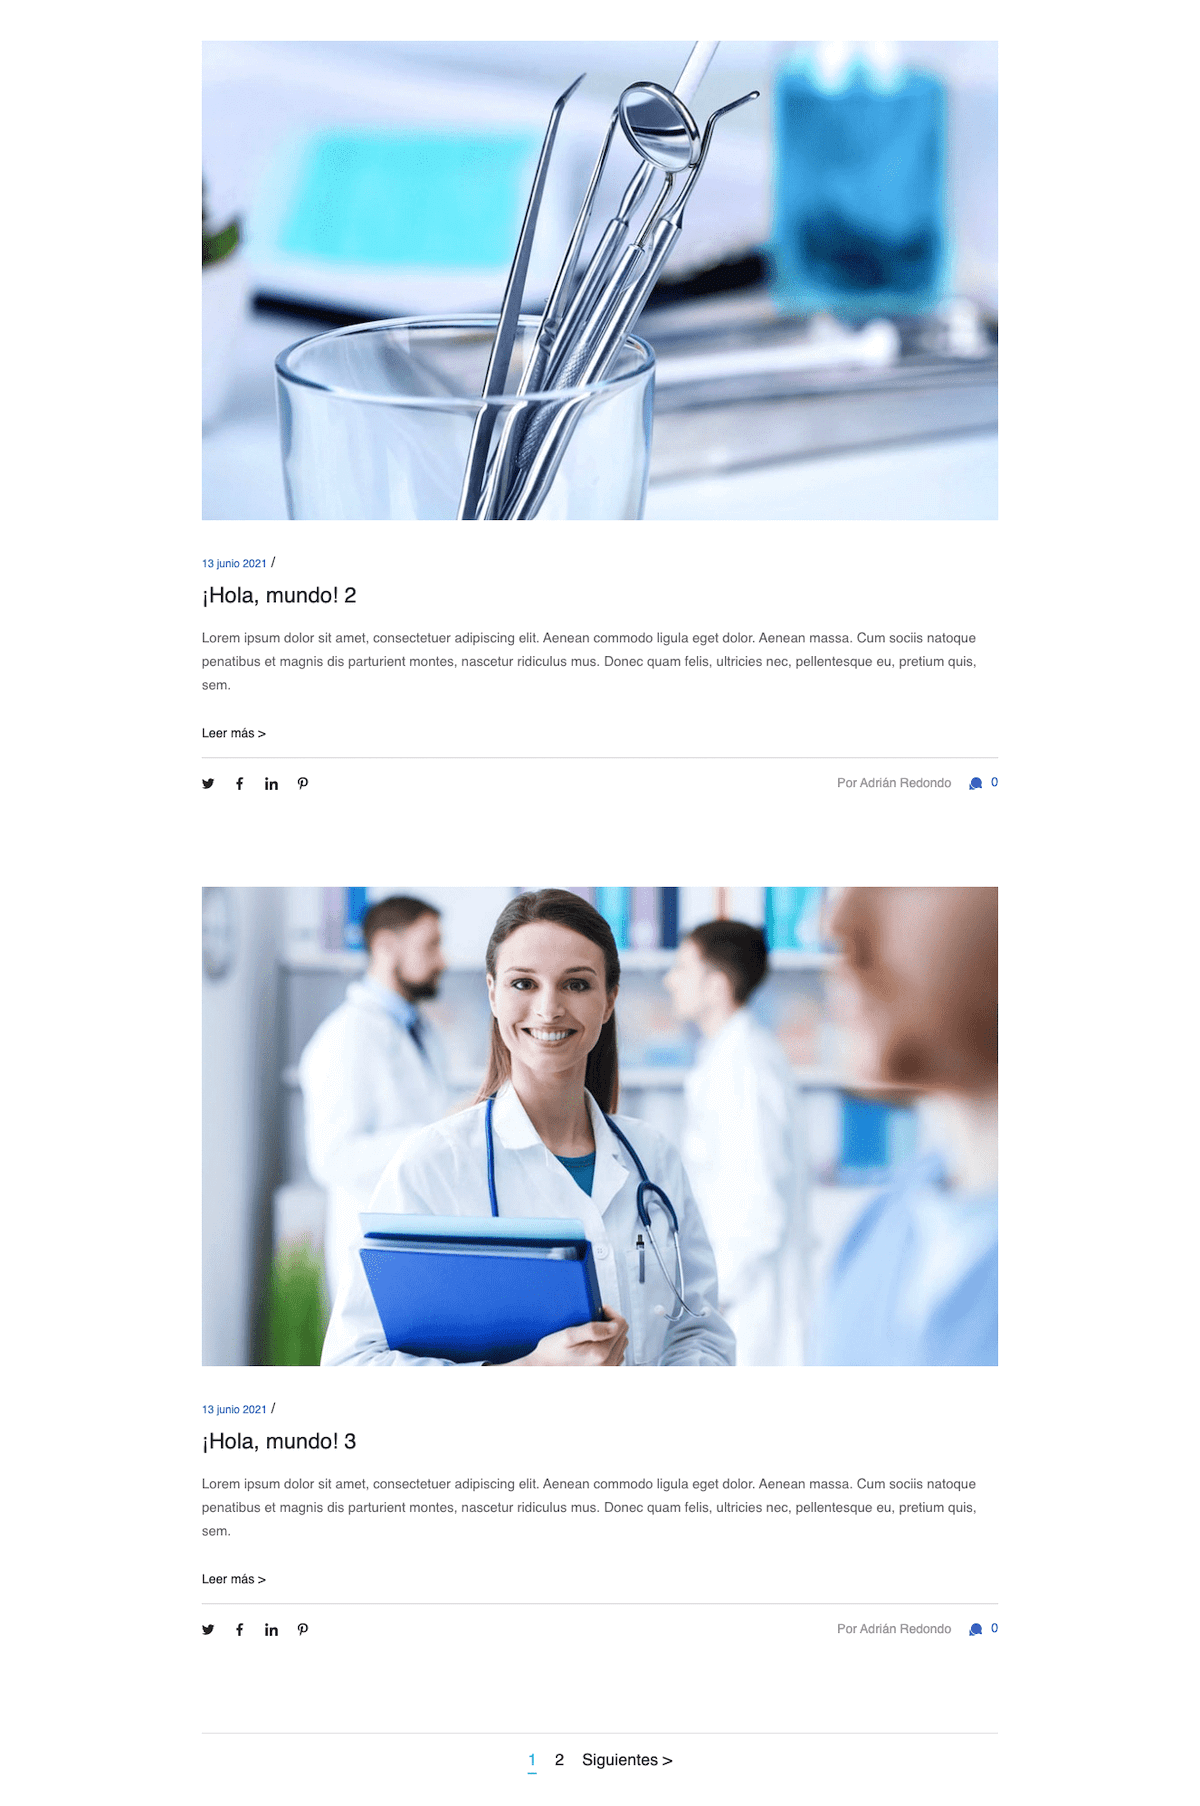 13 junio 2021 /
¡Hola, mundo! 2
Lorem ipsum dolor sit amet, consectetuer adipiscing elit. Aenean commodo ligula eget dolor. Aenean massa. Cum sociis natoque
penatibus et magnis dis parturient montes, nascetur ridiculus mus. Donec quam felis, ultricies nec, pellentesque eu, pretium quis,
sem.
Leer más >
Por Adrián Redondo 0
13 junio 2021 /
¡Hola, mundo! 3
Lorem ipsum dolor sit amet, consectetuer adipiscing elit. Aenean commodo ligula eget dolor. Aenean massa. Cum sociis natoque
penatibus et magnis dis parturient montes, nascetur ridiculus mus. Donec quam felis, ultricies nec, pellentesque eu, pretium quis,
sem.
Leer más >
Por Adrián Redondo 0
1 2 Siguientes >